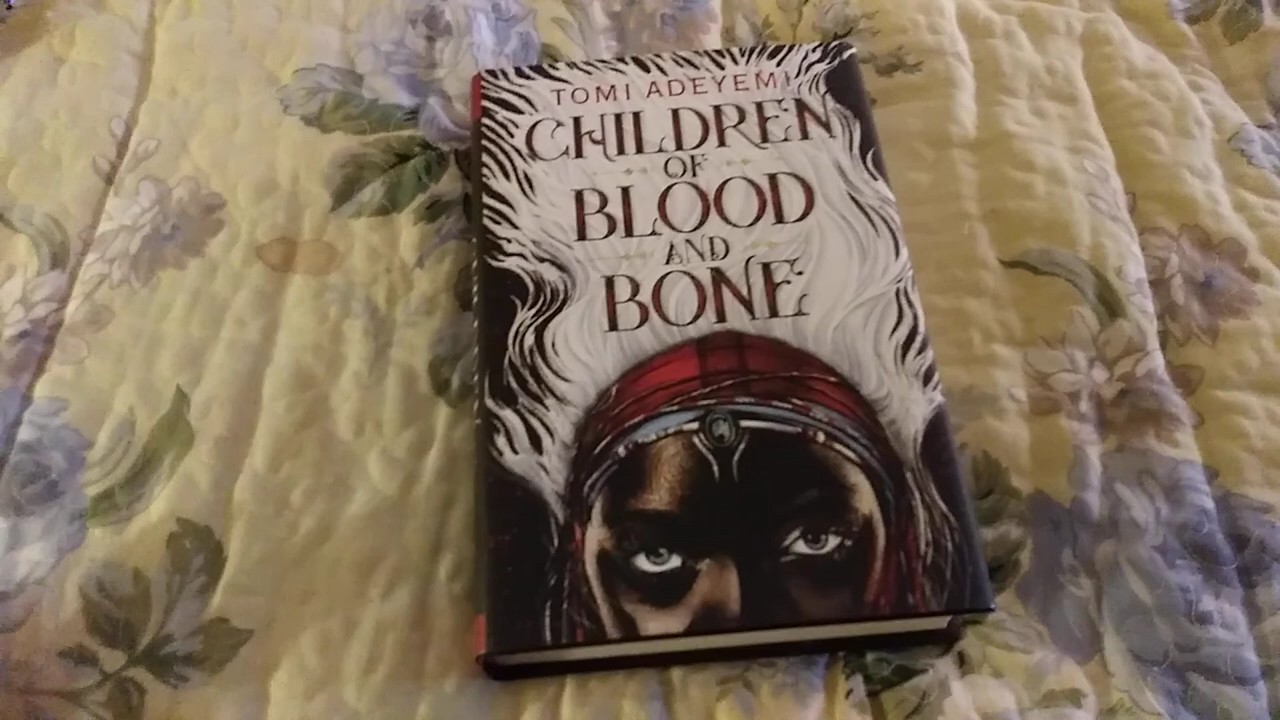 TOMI ADEYEMI
CHILDREN
OF
BLOOD
AND
BONE